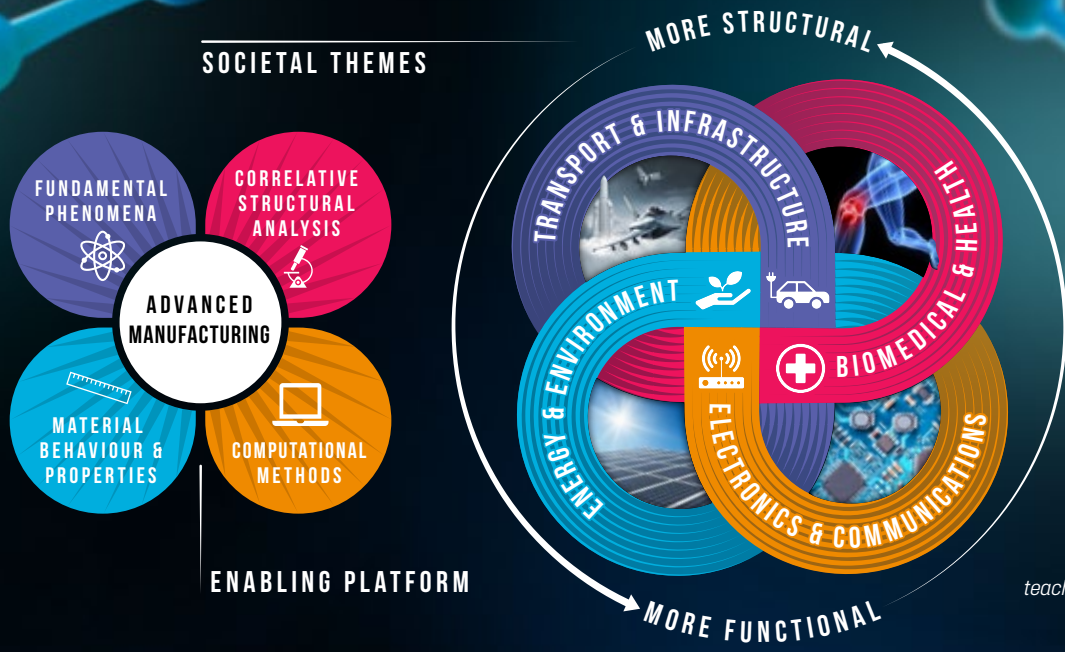 SOCIETAL THEMES
MORE STRUCTURAL
FUNDAMENTAL
PHENOMENA
CORRELATIVE
STRUCTURAL
ANALYSIS
ADVANCED
MANUFACTURING
MATERIAL
BEHAVIOUR &
PROPERTIES
COMPUTATIONAL
METHODS
ENABLING PLATFORM
TRANSPORT & INFRASTRUCTURE
BIOMEDICAL & HEALTH
ENERGY & ENVIRONMENT
ELECTRONICS & COMMUNICATIONS
MORE FUNCTIONAL
teach